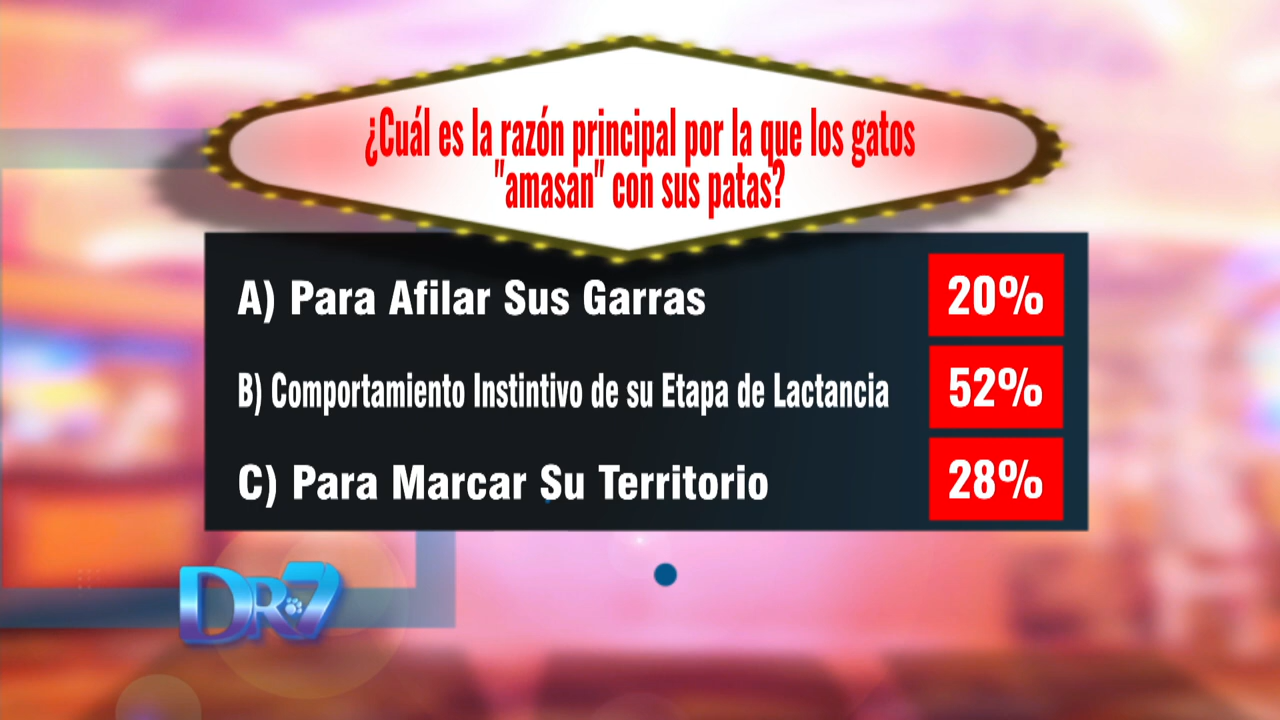 ¿Cuál es la razón principal por la que los gatos
"amasan" con sus patas?
A) Para Afilar Sus Garras 20%
B) Comportamiento Instintivo de su Etapa de Lactancia 52%
C) Para Marcar Su Territorio 28%
DR7